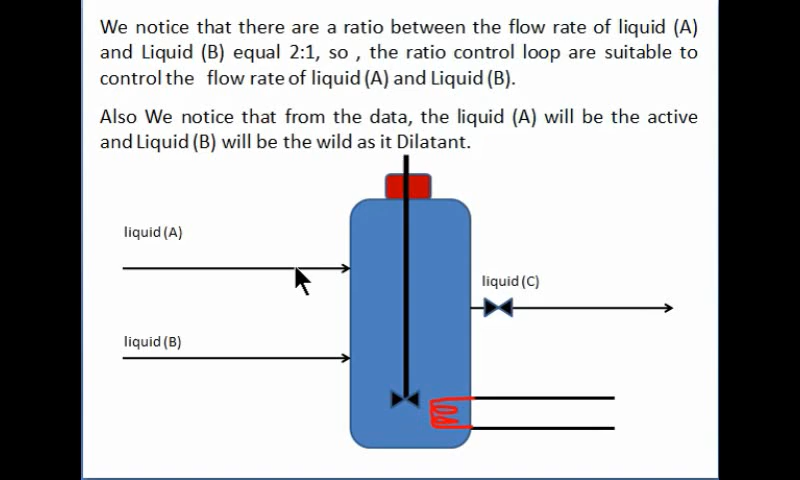 We notice that there are a ratio between the flow rate of liquid (A)
and Liquid (B) equal 2:1, so , the ratio control loop are suitable to
control the flow rate of liquid (A) and Liquid (B).
Also We notice that from the data, the liquid (A) will be the active
and Liquid (B) will be the wild as it Dilatant.
liquid (A)
liquid (C)
liquid (B)